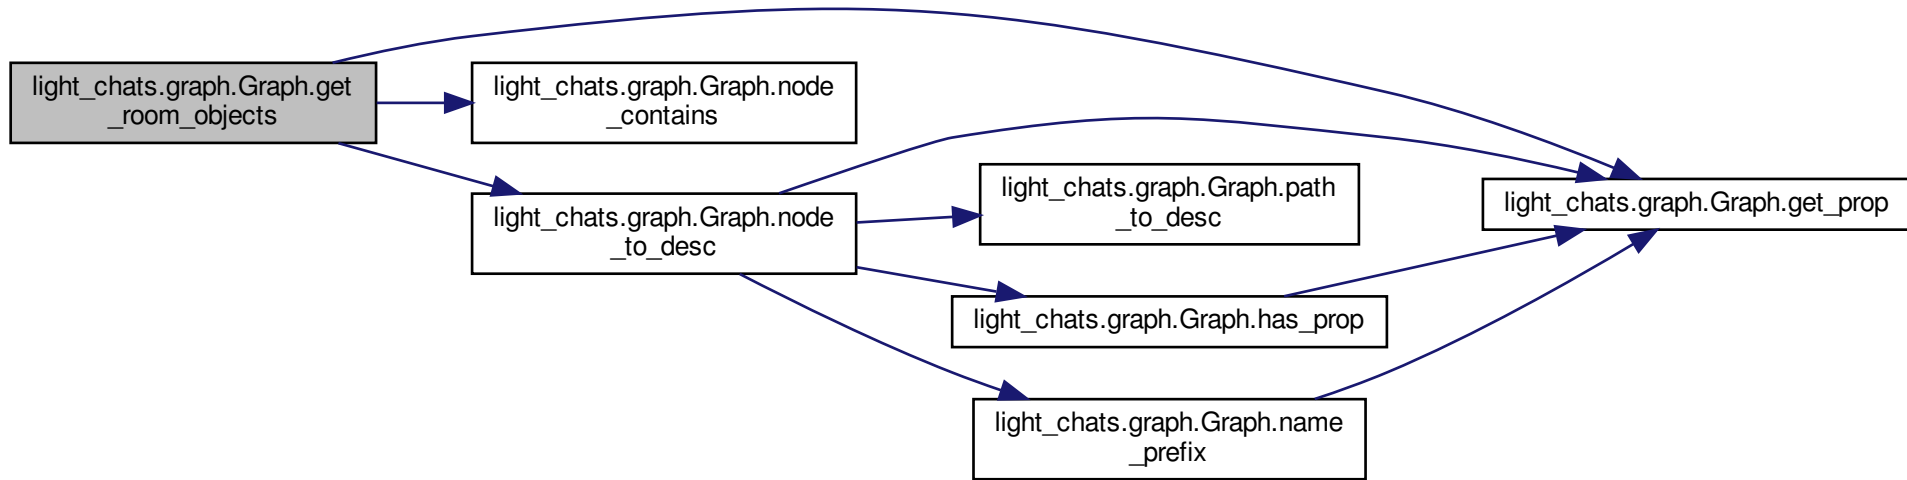 light_chats.graph.Graph.get
_room_objects
light_chats.graph.Graph.node
_contains
light_chats.graph.Graph.node
_to_desc
light_chats.graph.Graph.path
_to_desc
light_chats.graph.Graph.has_prop
light_chats.graph.Graph.name
_prefix
light_chats.graph.Graph.get_prop